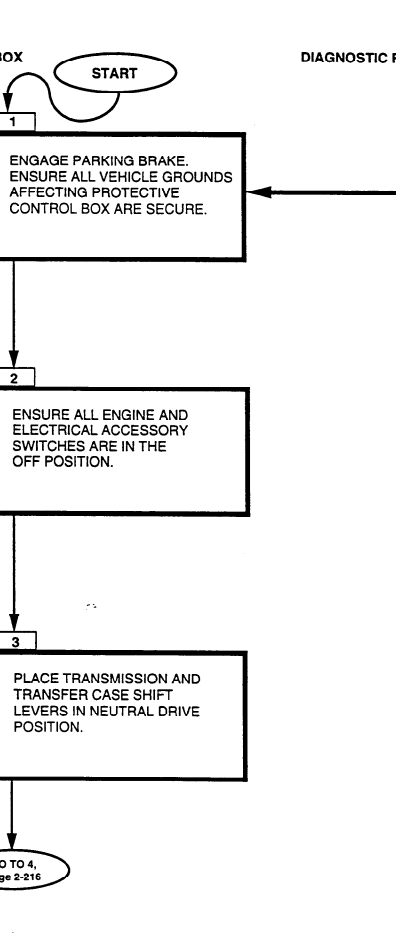 BOX
DIAGNOSTIC
START
1
ENGAGE PARKING BRAKE.
ENSURE ALL VEHICLE GROUNDS
AFFECTING PROTECTIVE
CONTROL BOX ARE SECURE.
2
ENSURE ALL ENGINE AND
ELECTRICAL ACCESSORY
SWITCHES ARE IN THE
OFF POSITION.
3
PLACE TRANSMISSION AND
TRANSFER CASE SHIFT
LEVERS IN NEUTRAL DRIVE
POSITION.
O TO 4,
ge 2-216